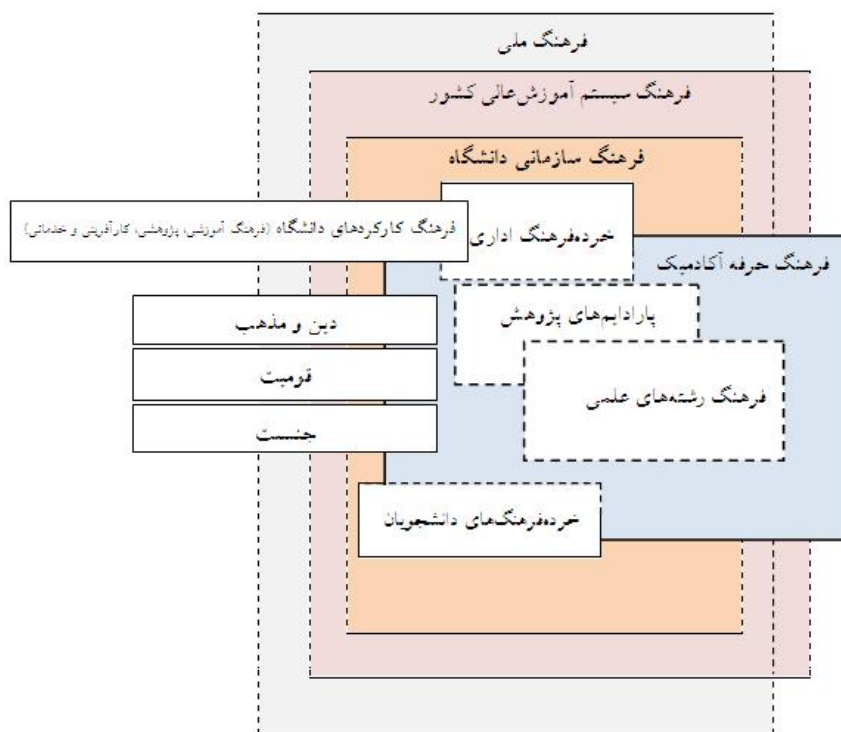 فرهنگ ملی
فرهنگ سیستم آموزش‌عالی کشور
فرهنگ سازمانی دانشگاه
خرده‌فرهنگ اداری
فرهنگ کارکردهای دانشگاه (فرهنگ آموزشی، پژوهشی، کارآفرینی و خدماتی)
فرهنگ حرفه آکادمیک
پارادایم‌های پژوهش
دین و مذهب
قومیت
فرهنگ رشته‌های علمی
جنسیت
خرده‌فرهنگ‌های دانشجویان